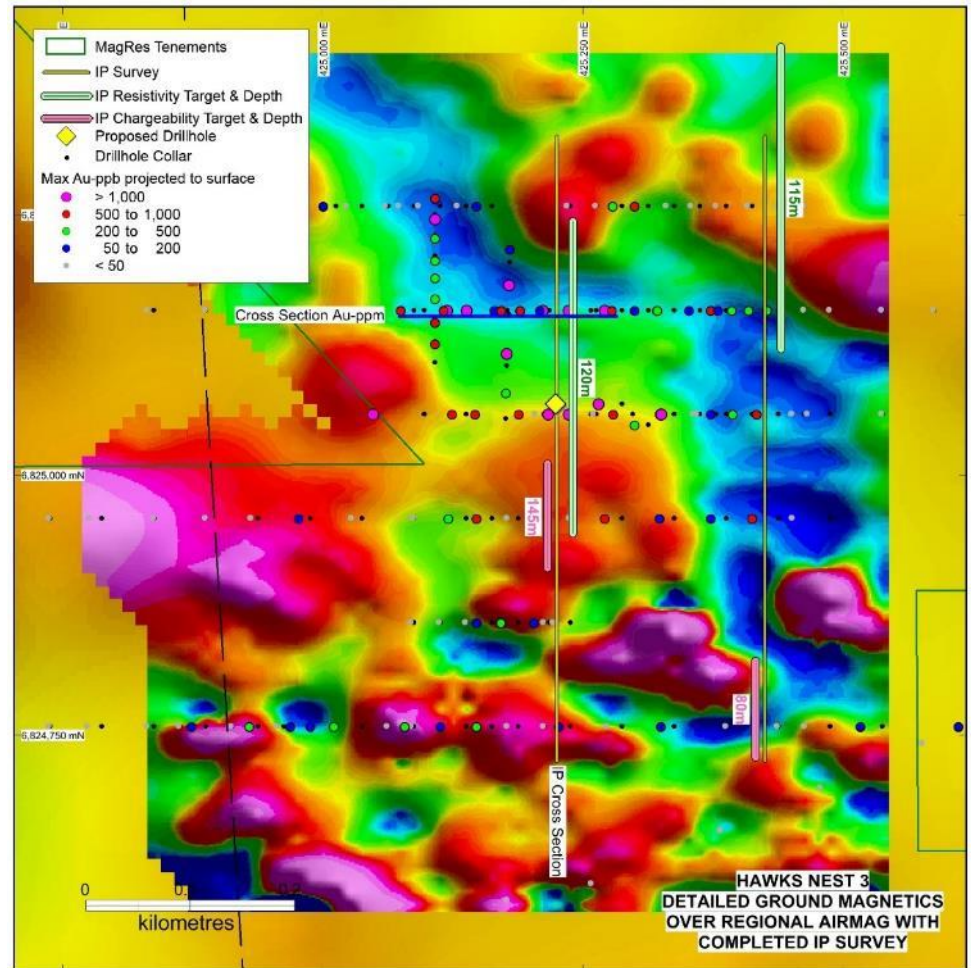 MagRes Tenements
IP Survey
IP Resistivity Target & Depth
IP Chargeability Target & Depth
Proposed Drillhole
Drillhole Collar
Max Au-ppb projected to surface
> 1,000
500 to 1,000
200 to 500
50 to 200
< 50
425,000 mE
425,250 mE
425,500 mE
115m
Cross Section Au-ppm
120m
6,825,000 mN
145m
80m
6,824,750 mN
IP Cross Section
0
kilometres
HAWKS NEST 3
DETAILED GROUND MAGNETICS
OVER REGIONAL AIRMAG WITH
COMPLETED IP SURVEY